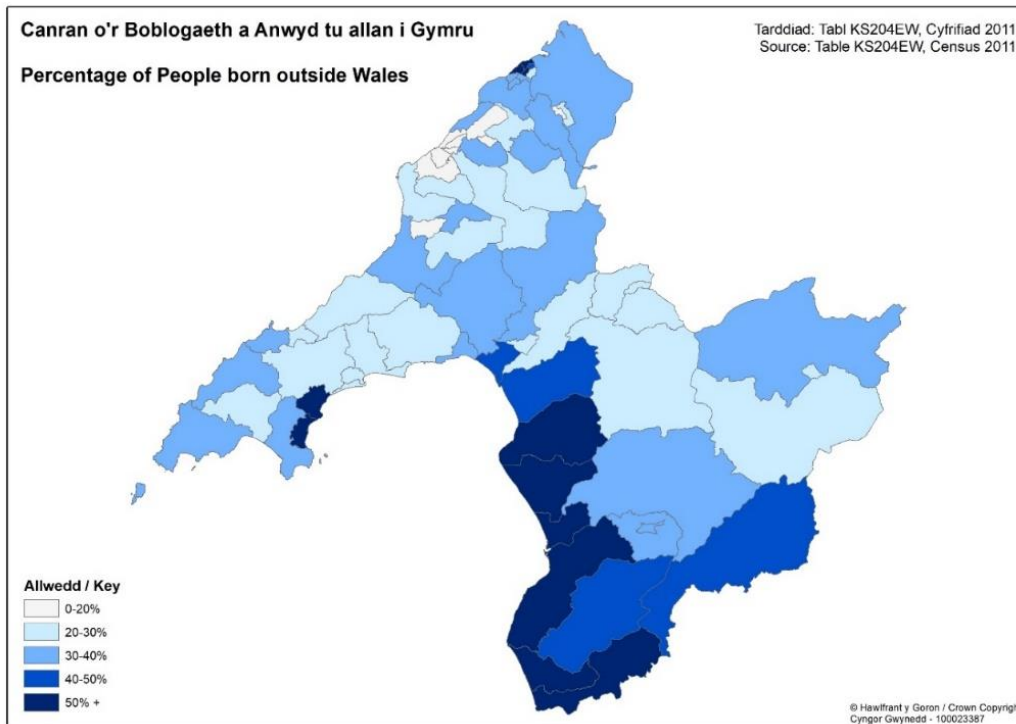 Canran o'r Boblogaeth a Anwyd tu allan i Gymru
Percentage of People born outside Wales
Tarddiad: Tabl KS204EW, Cyfrifiad 2011
Source: Table KS204EW, Census 2011
Allwedd / Key
0-20%
20-30%
30-40%
40-50%
50% +
© Hawlfraint y Goron / Crown Copyrigh
Cyngor Gwynedd - 100023387